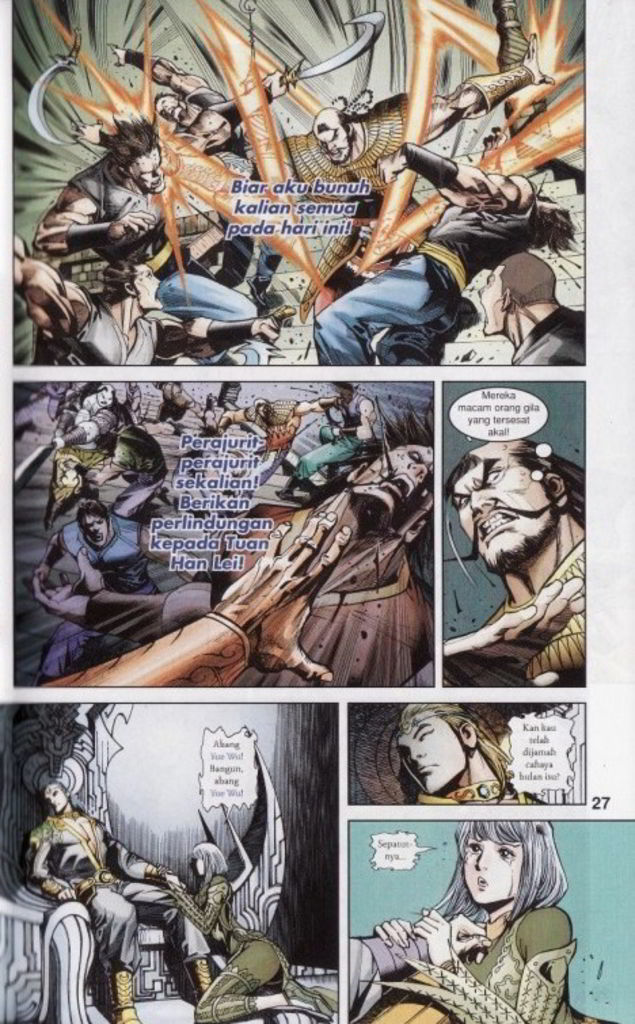 Biar aku bunuh
kalian semua
pada hari ini!
Perajurit-
perajurit
sekalian!
Berikan
perlindungan
kepada Tuan
Han Lei!
Mereka
macam orang gila
yang tersesat
akal!
Abang
Yue Wu!
Bangun,
abang
Yue Wu!
Kan kau
telah
dijamah
cahaya
bulan isu?
27
Sepatut-
nya...